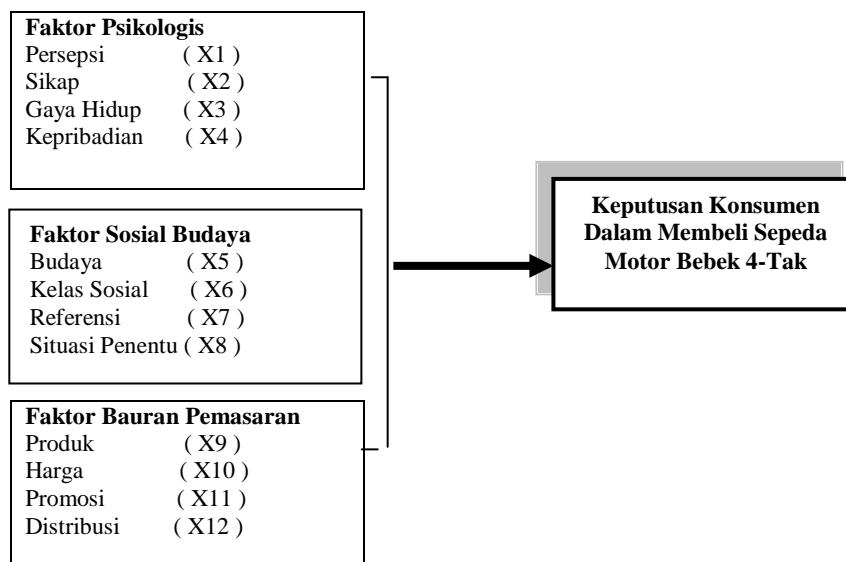 Faktor Psikologis
Persepsi ( X1 )
Sikap ( X2 )
Gaya Hidup ( X3 )
Kepribadian ( X4 )
Faktor Sosial Budaya
Budaya ( X5 )
Kelas Sosial ( X6 )
Referensi ( X7 )
Situasi Penentu ( X8 )
Faktor Bauran Pemasaran
Produk ( X9 )
Harga ( X10 )
Promosi ( X11 )
Distribusi ( X12 )
Keputusan Konsumen
Dalam Membeli Sepeda
Motor Bebek 4-Tak